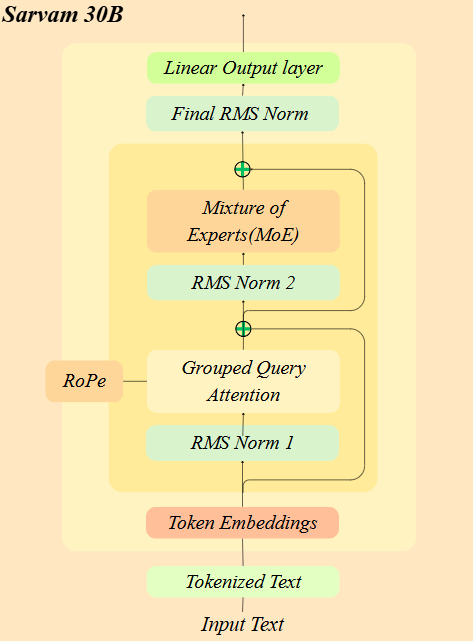 Sarvam 30B
Linear Output layer
Final RMS Norm
Mixture of
Experts(MoE)
RMS Norm 2
Grouped Query
Attention
RoPe
RMS Norm 1
Token Embeddings
Tokenized Text
Input Text